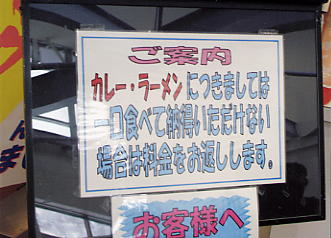 ご案内
カレー・ラーメンにつきましては
一口食べて納得いただけない
場合は料金をお返しします。
お客様へ